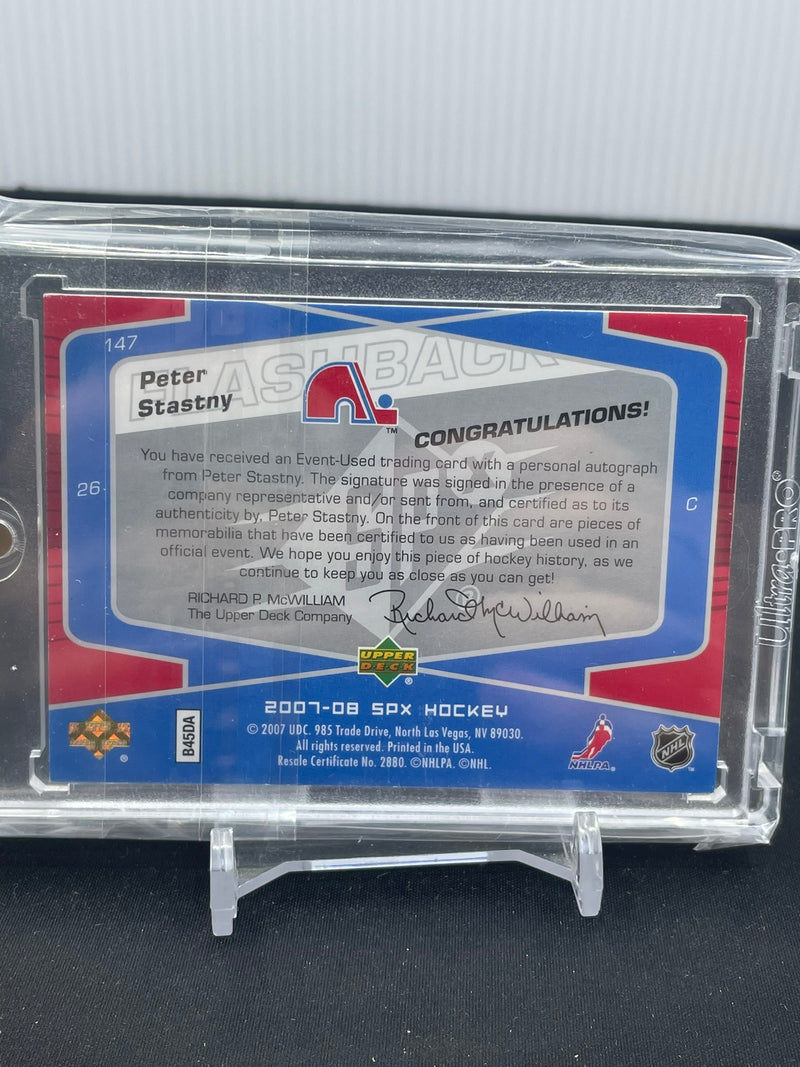 147
FLASHBACK
Peter
Stastny
TM
CONGRATULATIONS!
You have received an Event-Used trading card with a personal autograph
from Peter Stastny. The signature was signed in the presence of a
company representative and/or sent from, and certified as to its
authenticity by, Peter Stastny. On the front of this card are pieces of
memorabilia that have been certified to us as having been used in an
official event. We hope you enjoy this piece of hockey history, as we
continue to keep you as close as you can get!
26
C
RICHARD P. McWILLIAM
The Upper Deck Company
Richard McWilliam
UPPER
DECK
®
2007-08 SPX HOCKEY
© 2007 UDC. 985 Trade Drive, North Las Vegas, NV 89030.
All rights reserved. Printed in the USA.
Resale Certificate No. 2880. ©NHLPA. ©NHL.
B45DA
®
NHLPA®
NHL
TM
Ultra•PRO®